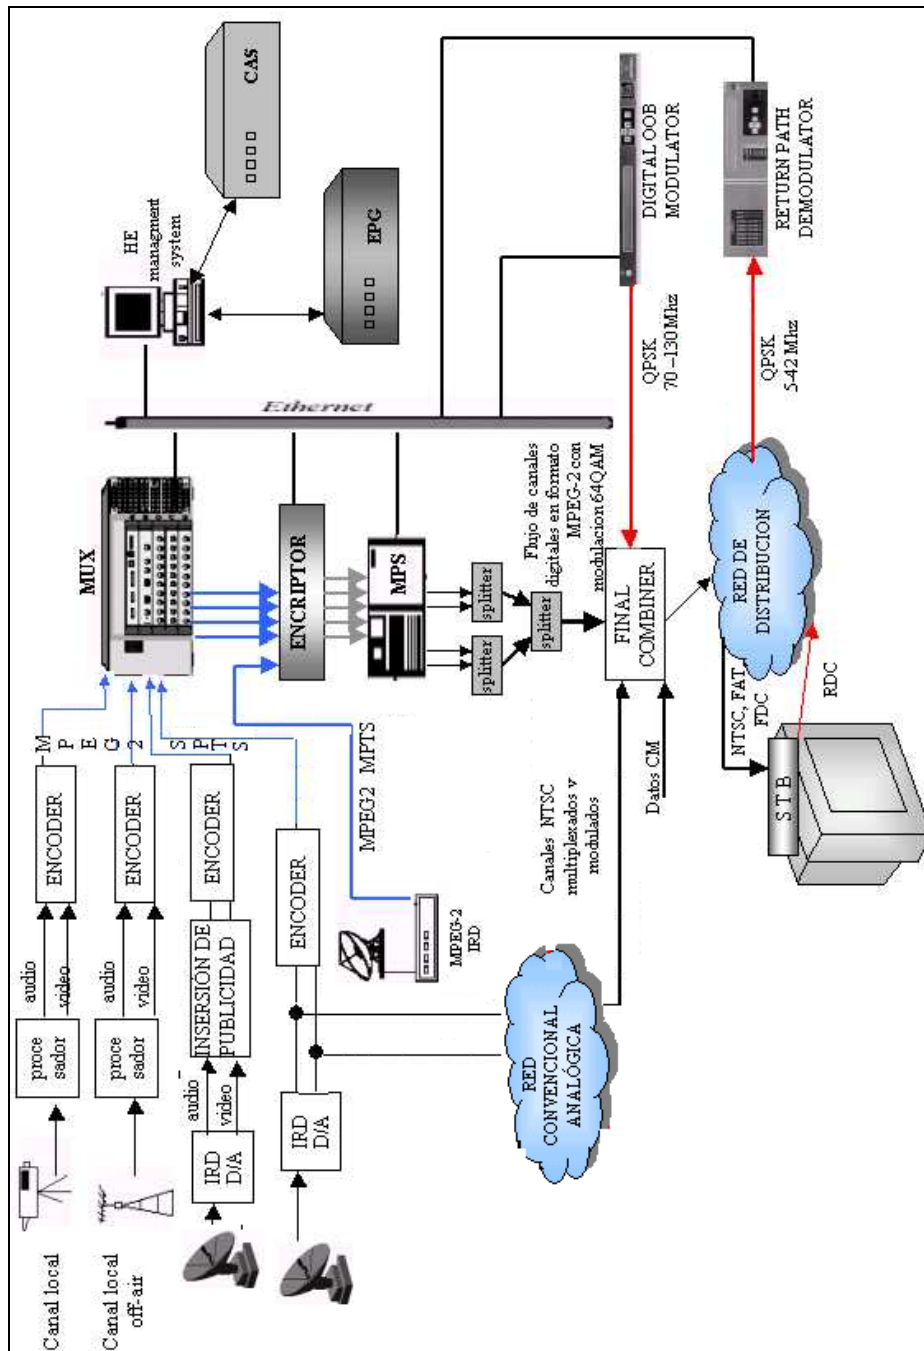 Canal local
Canal local
off-air
proce
sador
proce
sador
audio
video
audio
video
audio
video
IRD
D/A
IRD
D/A
INSERSIÓN DE
PUBLICIDAD
ENCODER
ENCODER
ENCODER
ENCODER
MPEG2 SPTS
MPEG2 MPTS
MPEG-2
IRD
MUX
ENCRIPTOR
MPS
splitter
splitter
splitter
Flujo de canales
digitales en formato
MPEG-2 con
modulacion 64QAM
Ethernet
HE
managment
system
CAS
EPG
DIGITAL OOB
MODULATOR
RETURN PATH
DEMODULATOR
QPSK
70 –130 Mhz
QPSK
5-42 Mhz
FINAL
COMBINER
RED DE
DISTRIBUCION
RED
CONVENCIONAL
ANALÓGICA
Canales NTSC
multiplexados y
modulados
Datos CM
NTSC, FAT,
FDC
RDC
S T B